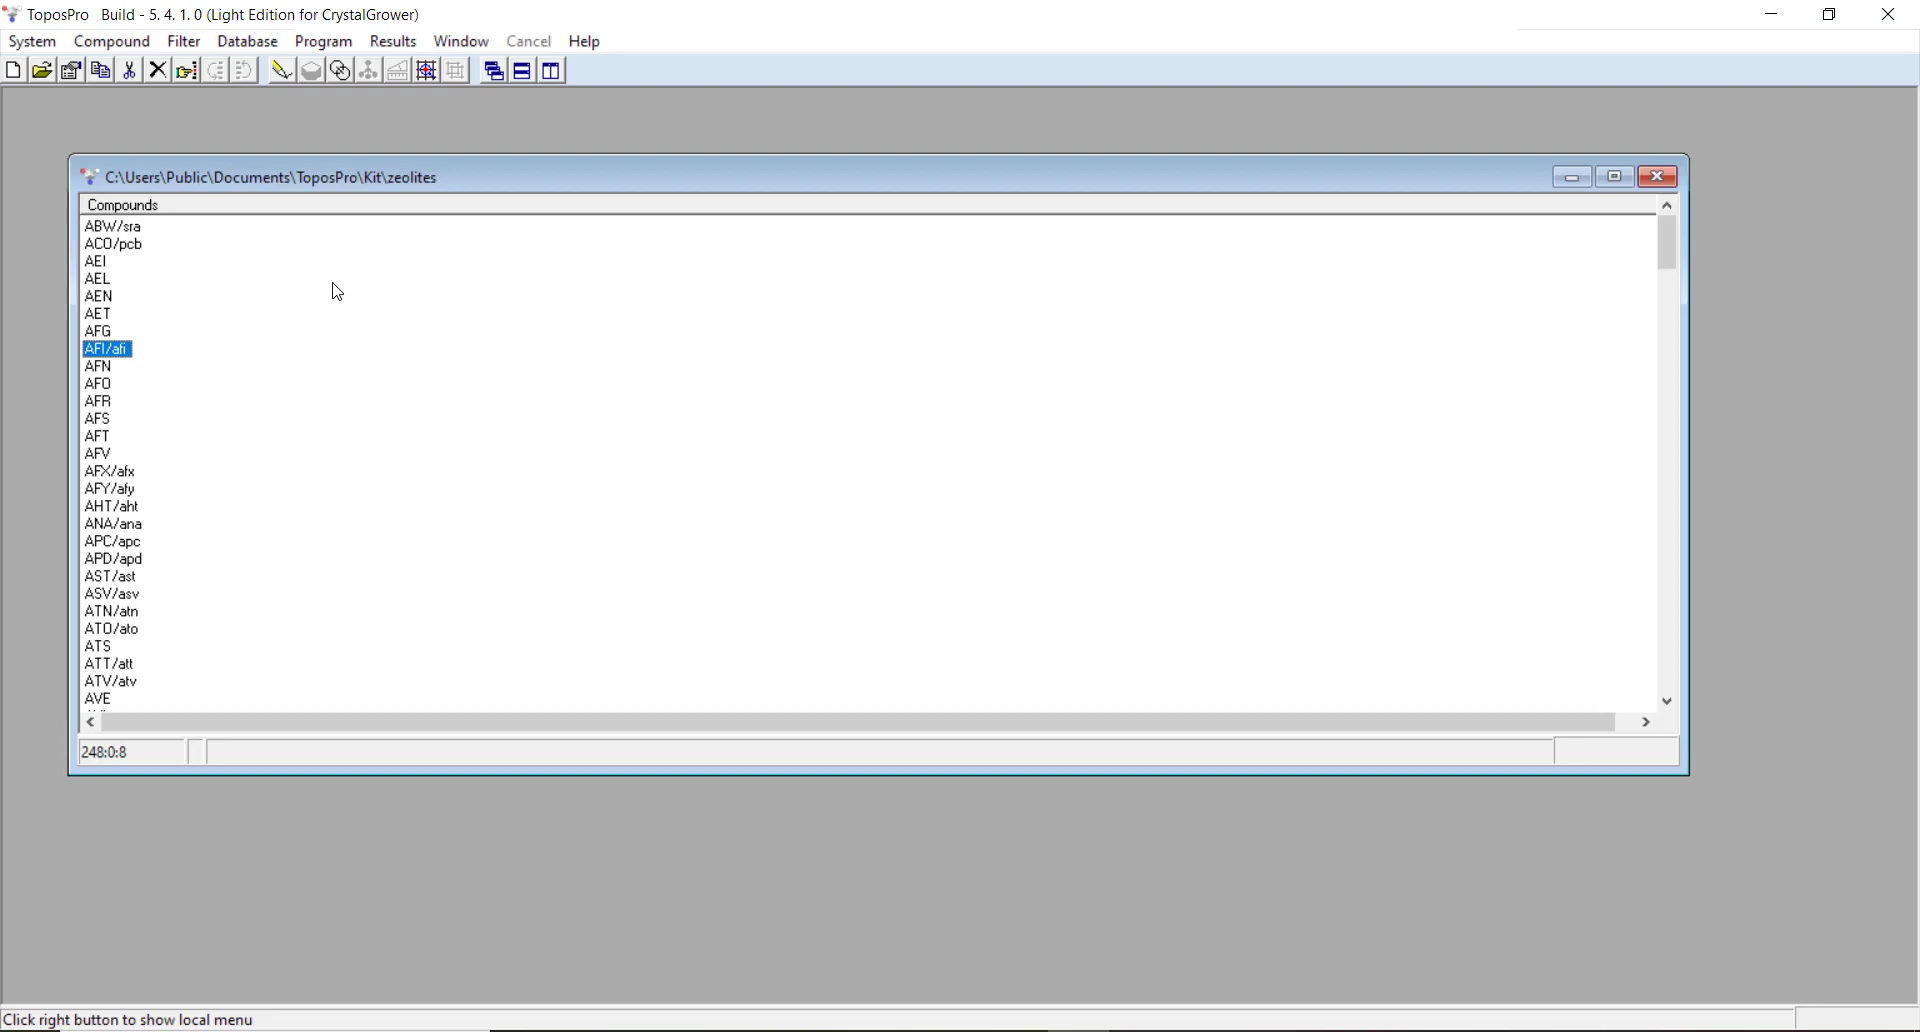 ToposPro Build - 5. 4. 1. 0 (Light Edition for CrystalGrower)
System Compound Filter Database Program Results Window Cancel Help
C:\Users\Public\Documents\ToposPro\Kit\zeolites
Compounds
ABW/sra
ACO/pcb
AEI
AEL
AEN
AET
AFG
AFI/afi
AFN
AFO
AFR
AFS
AFT
AFV
AFX/afx
AFY/afy
AHT/aht
ANA/ana
APC/apc
APD/apd
AST/ast
ASV/asv
ATN/atn
ATO/ato
ATS
ATT/att
ATV/atv
AVE
248:0:8
Click right button to show local menu